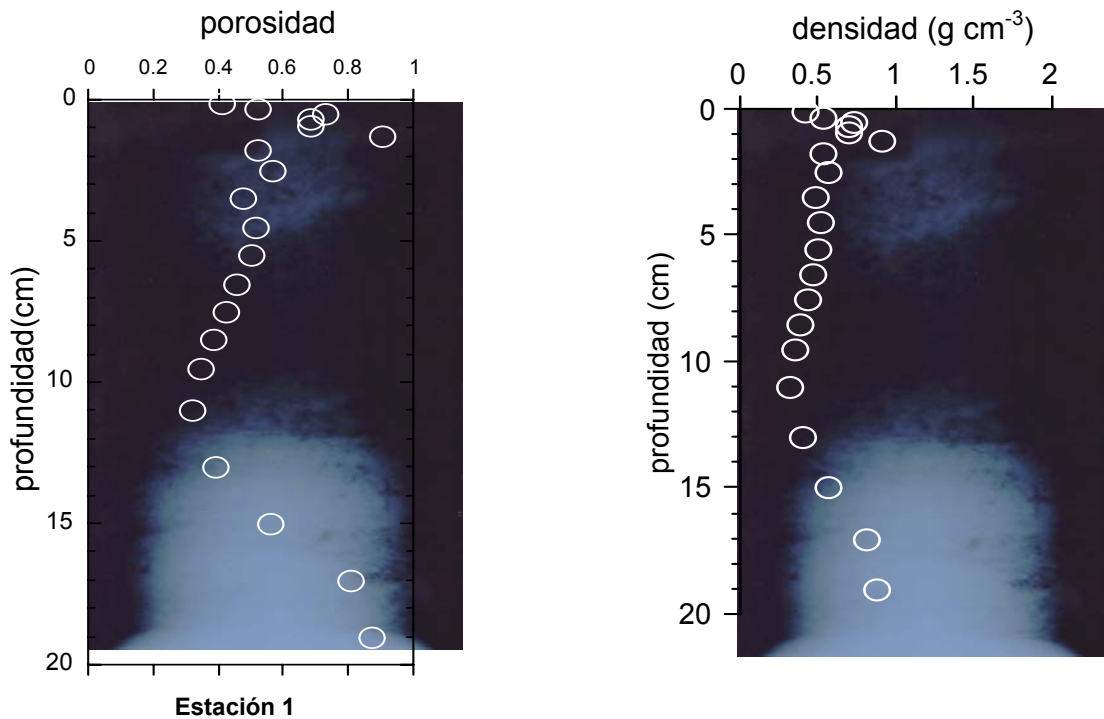 porosidad
0 0.2 0.4 0.6 0.8 1
0
5
10
15
20
profundidad(cm)
Estación 1
densidad (g cm-3)
0 0.5 1 1.5 2
0
5
10
15
20
profundidad (cm)